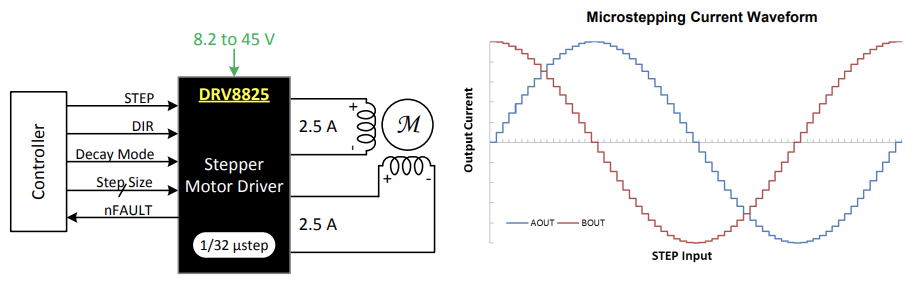 8.2 to 45 V
DRV8825
Stepper
Motor Driver
1/32 µstep
Controller
STEP
DIR
Decay Mode
Step Size
nFAULT
+
2.5 A
-
M
+
-
2.5 A
Microstepping Current Waveform
Output Current
AOUT
BOUT
STEP Input